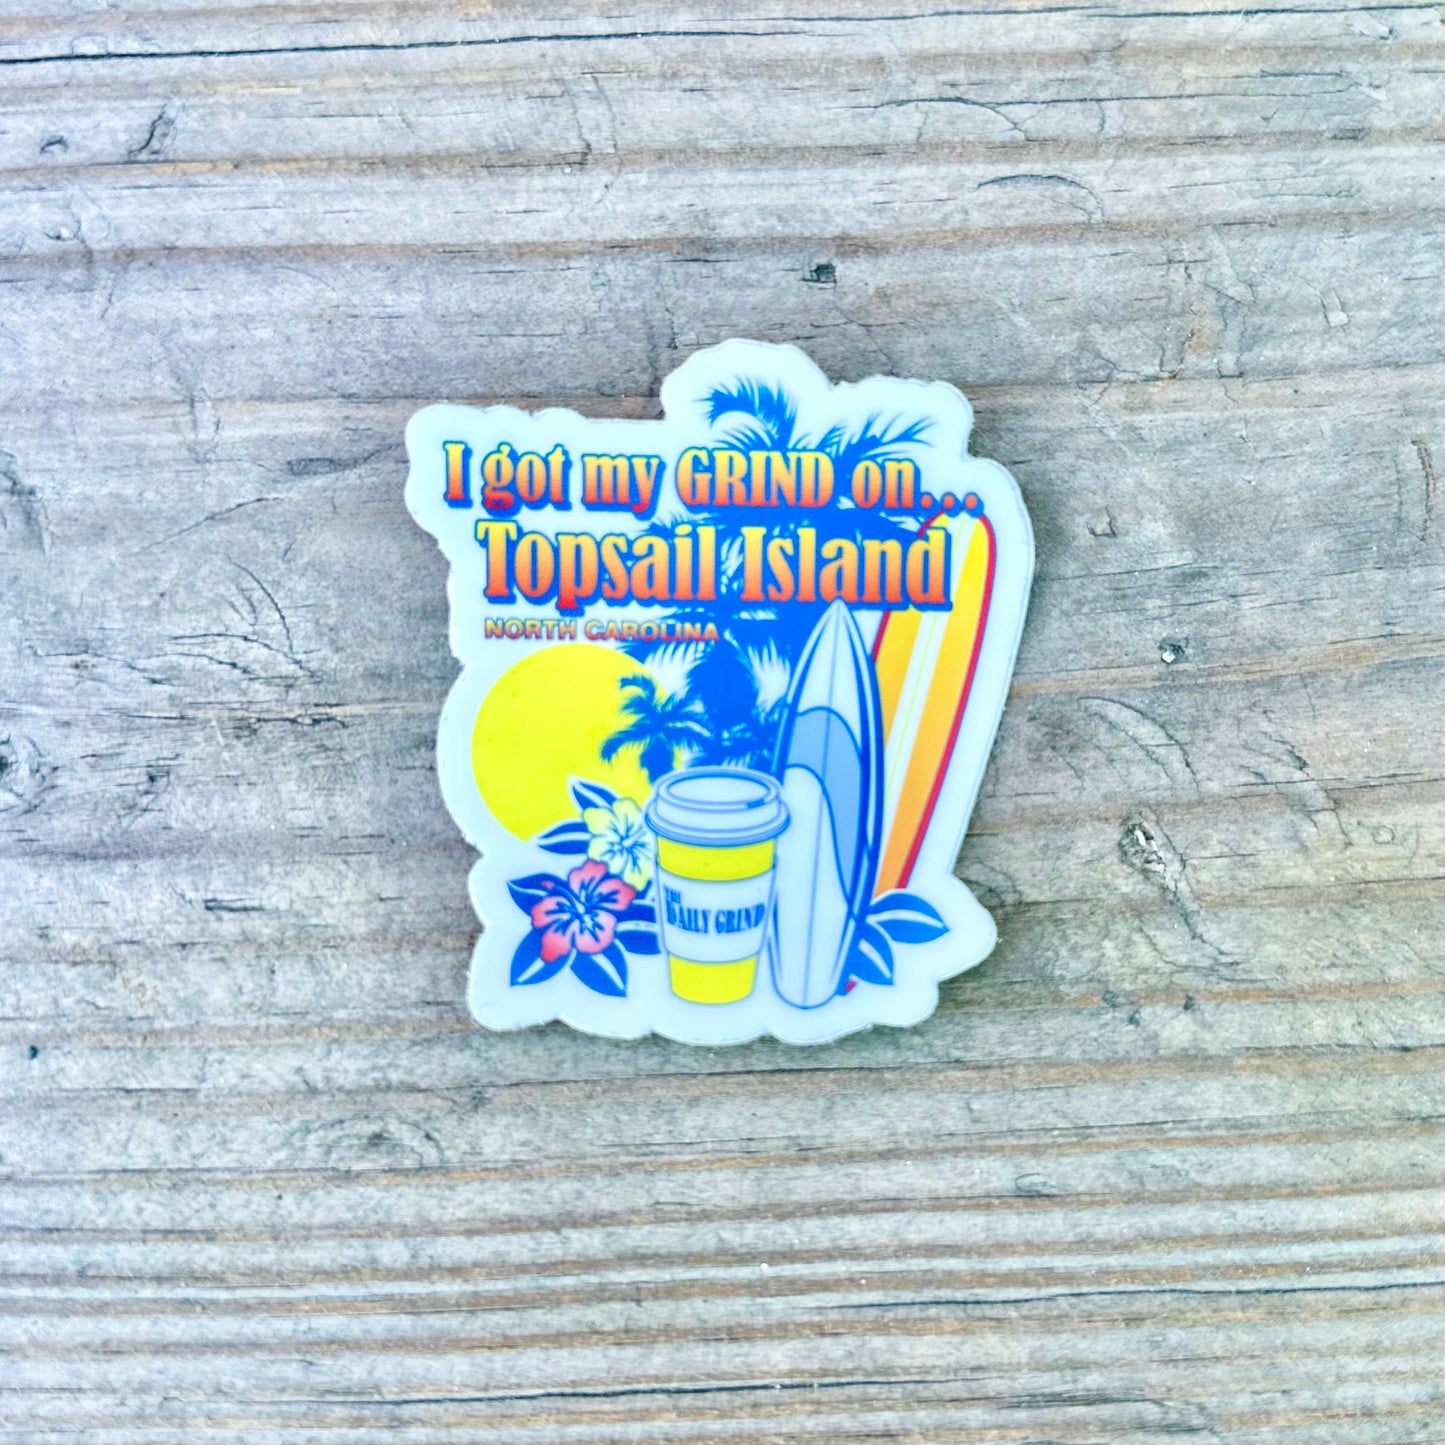 I got my GRIND on...
Topsail Island
NORTH CAROLINA
THE
DAILY GRIND